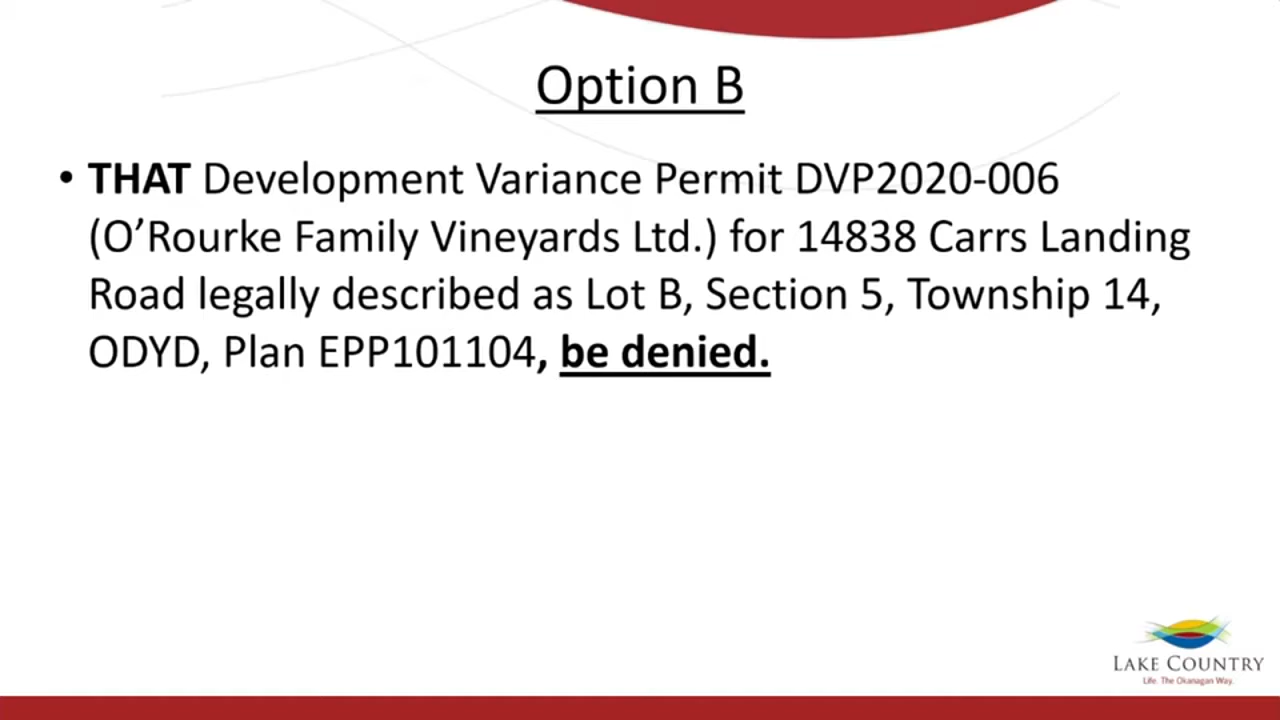 Option B
• THAT Development Variance Permit DVP2020-006
(O’Rourke Family Vineyards Ltd.) for 14838 Carrs Landing
Road legally described as Lot B, Section 5, Township 14,
ODYD, Plan EPP101104, be denied.
LAKE COUNTRY
Life. The Okanagan Way.